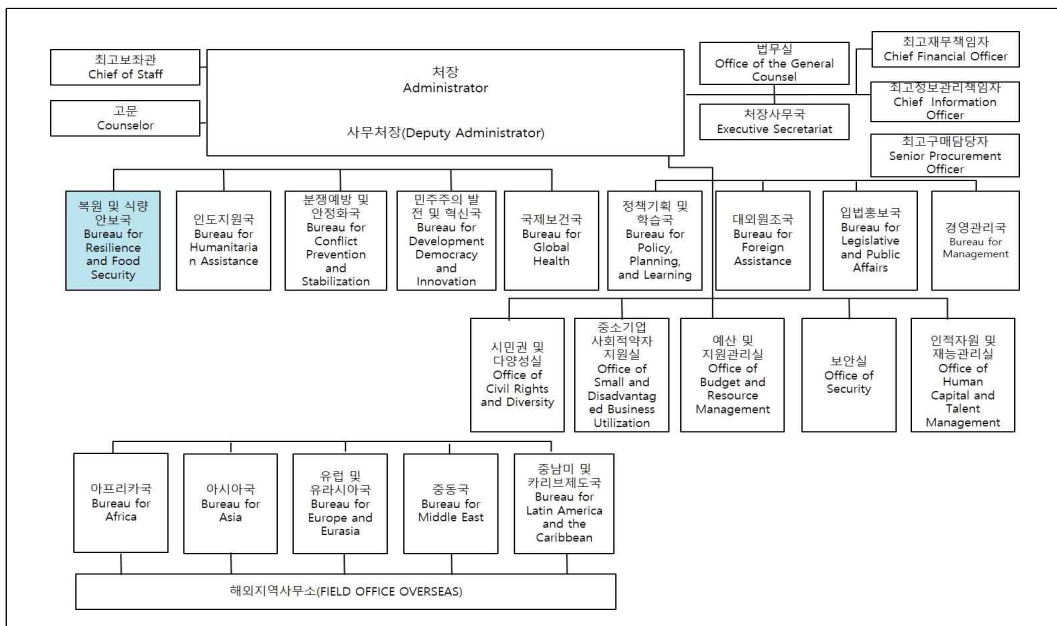 최고보좌관
Chief of Staff
고문
Counselor
처장
Administrator
사무처장(Deputy Administrator)
법무실
Office of the General
Counsel
처장사무국
Executive Secretariat
최고재무책임자
Chief Financial Officer
최고정보관리책임자
Chief Information
Officer
최고구매담당자
Senior Procurement
Officer
복원 및 식량
안보국
Bureau for
Resilience
and Food
Security
인도지원국
Bureau for
Humanitaria
n Assistance
분쟁예방 및
안정화국
Bureau for
Conflict
Prevention
and
Stabilization
민주주의 발
전 및 혁신국
Bureau for
Development
Democracy
and
Innovation
국제보건국
Bureau for
Global
Health
정책기획 및
학습국
Bureau for
Policy,
Planning,
and Learning
대외원조국
Bureau for
Foreign
Assistance
입법홍보국
Bureau for
Legislative
and Public
Affairs
경영관리국
Bureau for
Management
시민권 및
다양성실
Office of
Civil Rights
and Diversity
중소기업
사회적약자
지원실
Office of
Small and
Disadvantag
ed Business
Utilization
예산 및
지원관리실
Office of
Budget and
Resource
Management
보안실
Office of
Security
인적자원 및
재능관리실
Office of
Human
Capital and
Talent
Management
아프리카국
Bureau for
Africa
아시아국
Bureau for
Asia
유럽 및
유라시아국
Bureau for
Europe and
Eurasia
중동국
Bureau for
Middle East
중남미 및
카리브제도국
Bureau for
Latin America
and the
Caribbean
해외지역사무소(FIELD OFFICE OVERSEAS)